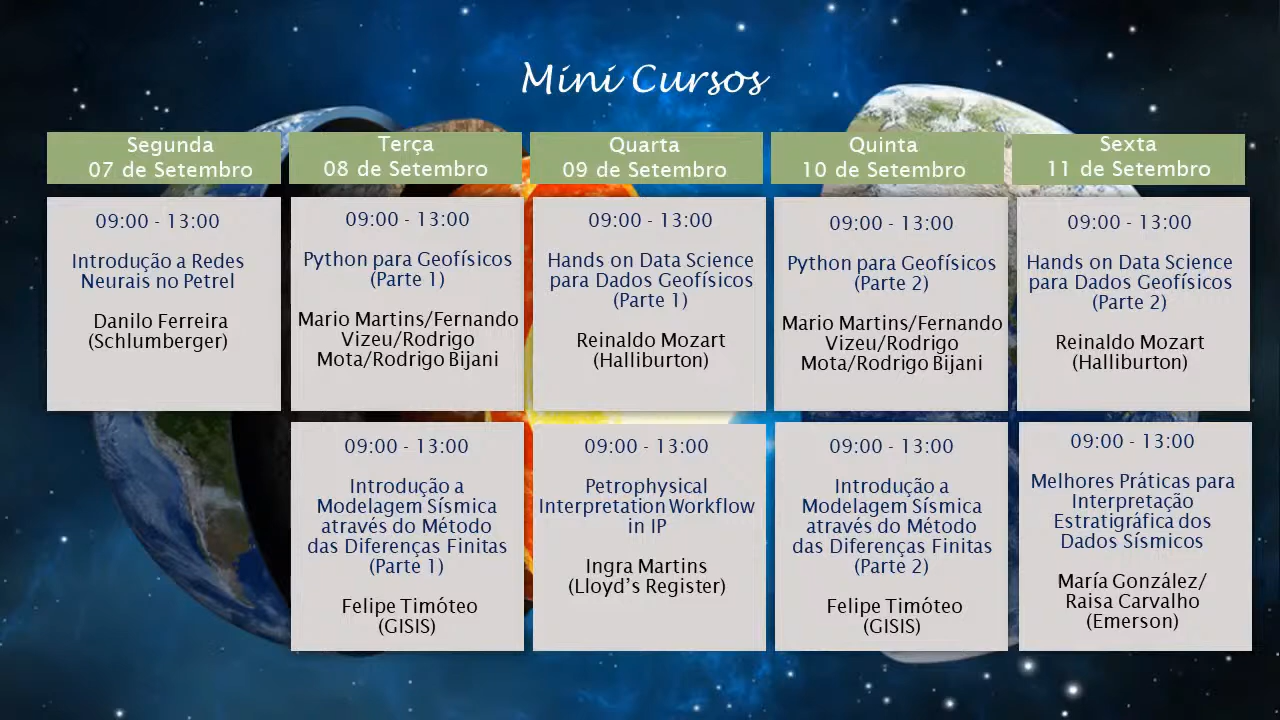 Mini Cursos
Segunda
07 de Setembro
Terça
08 de Setembro
Quarta
09 de Setembro
Quinta
10 de Setembro
Sexta
11 de Setembro
09:00 - 13:00
Introdução a Redes
Neurais no Petrel
Danilo Ferreira
(Schlumberger)
09:00 - 13:00
Python para Geofísicos
(Parte 1)
Mario Martins/Fernando
Vizeu/Rodrigo
Mota/Rodrigo Bijani
09:00 - 13:00
Hands on Data Science
para Dados Geofísicos
(Parte 1)
Reinaldo Mozart
(Halliburton)
09:00 - 13:00
Python para Geofísicos
(Parte 2)
Mario Martins/Fernando
Vizeu/Rodrigo
Mota/Rodrigo Bijani
09:00 - 13:00
Hands on Data Science
para Dados Geofísicos
(Parte 2)
Reinaldo Mozart
(Halliburton)
09:00 - 13:00
Introdução a
Modelagem Sísmica
através do Método
das Diferenças Finitas
(Parte 1)
Felipe Timóteo
(GISIS)
09:00 - 13:00
Petrophysical
Interpretation Workflow
in IP
Ingra Martins
(Lloyd's Register)
09:00 - 13:00
Introdução a
Modelagem Sísmica
através do Método
das Diferenças Finitas
(Parte 2)
Felipe Timóteo
(GISIS)
09:00 - 13:00
Melhores Práticas para
Interpretação
Estratigráfica dos
Dados Sísmicos
María González/
Raisa Carvalho
(Emerson)